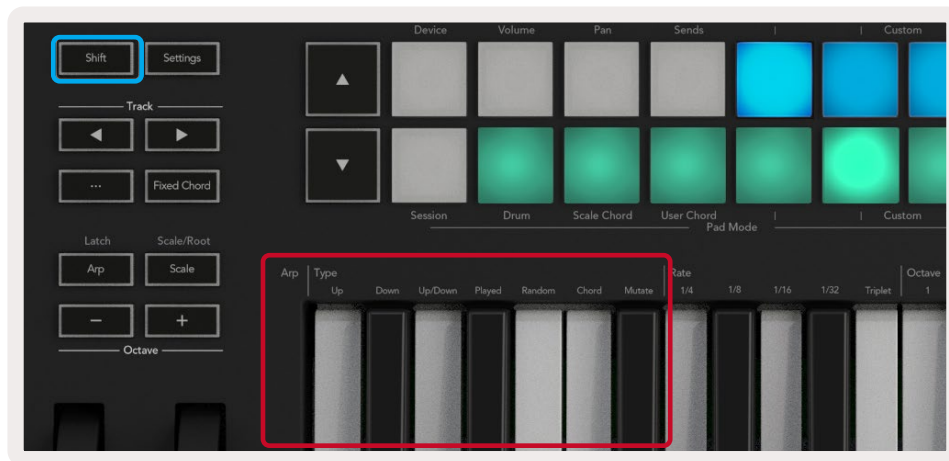 Device Volume Pan Sends | | Custom
Shift Settings
Track
... Fixed Chord
Session Drum Scale Chord User Chord | | Custom
Pad Mode
Latch Scale/Root
Arp Scale
Arp Type Rate Octave
Up Down Up/Down Played Random Chord Mutate 1/4 1/8 1/16 1/32 Triplet 1
− +
Octave